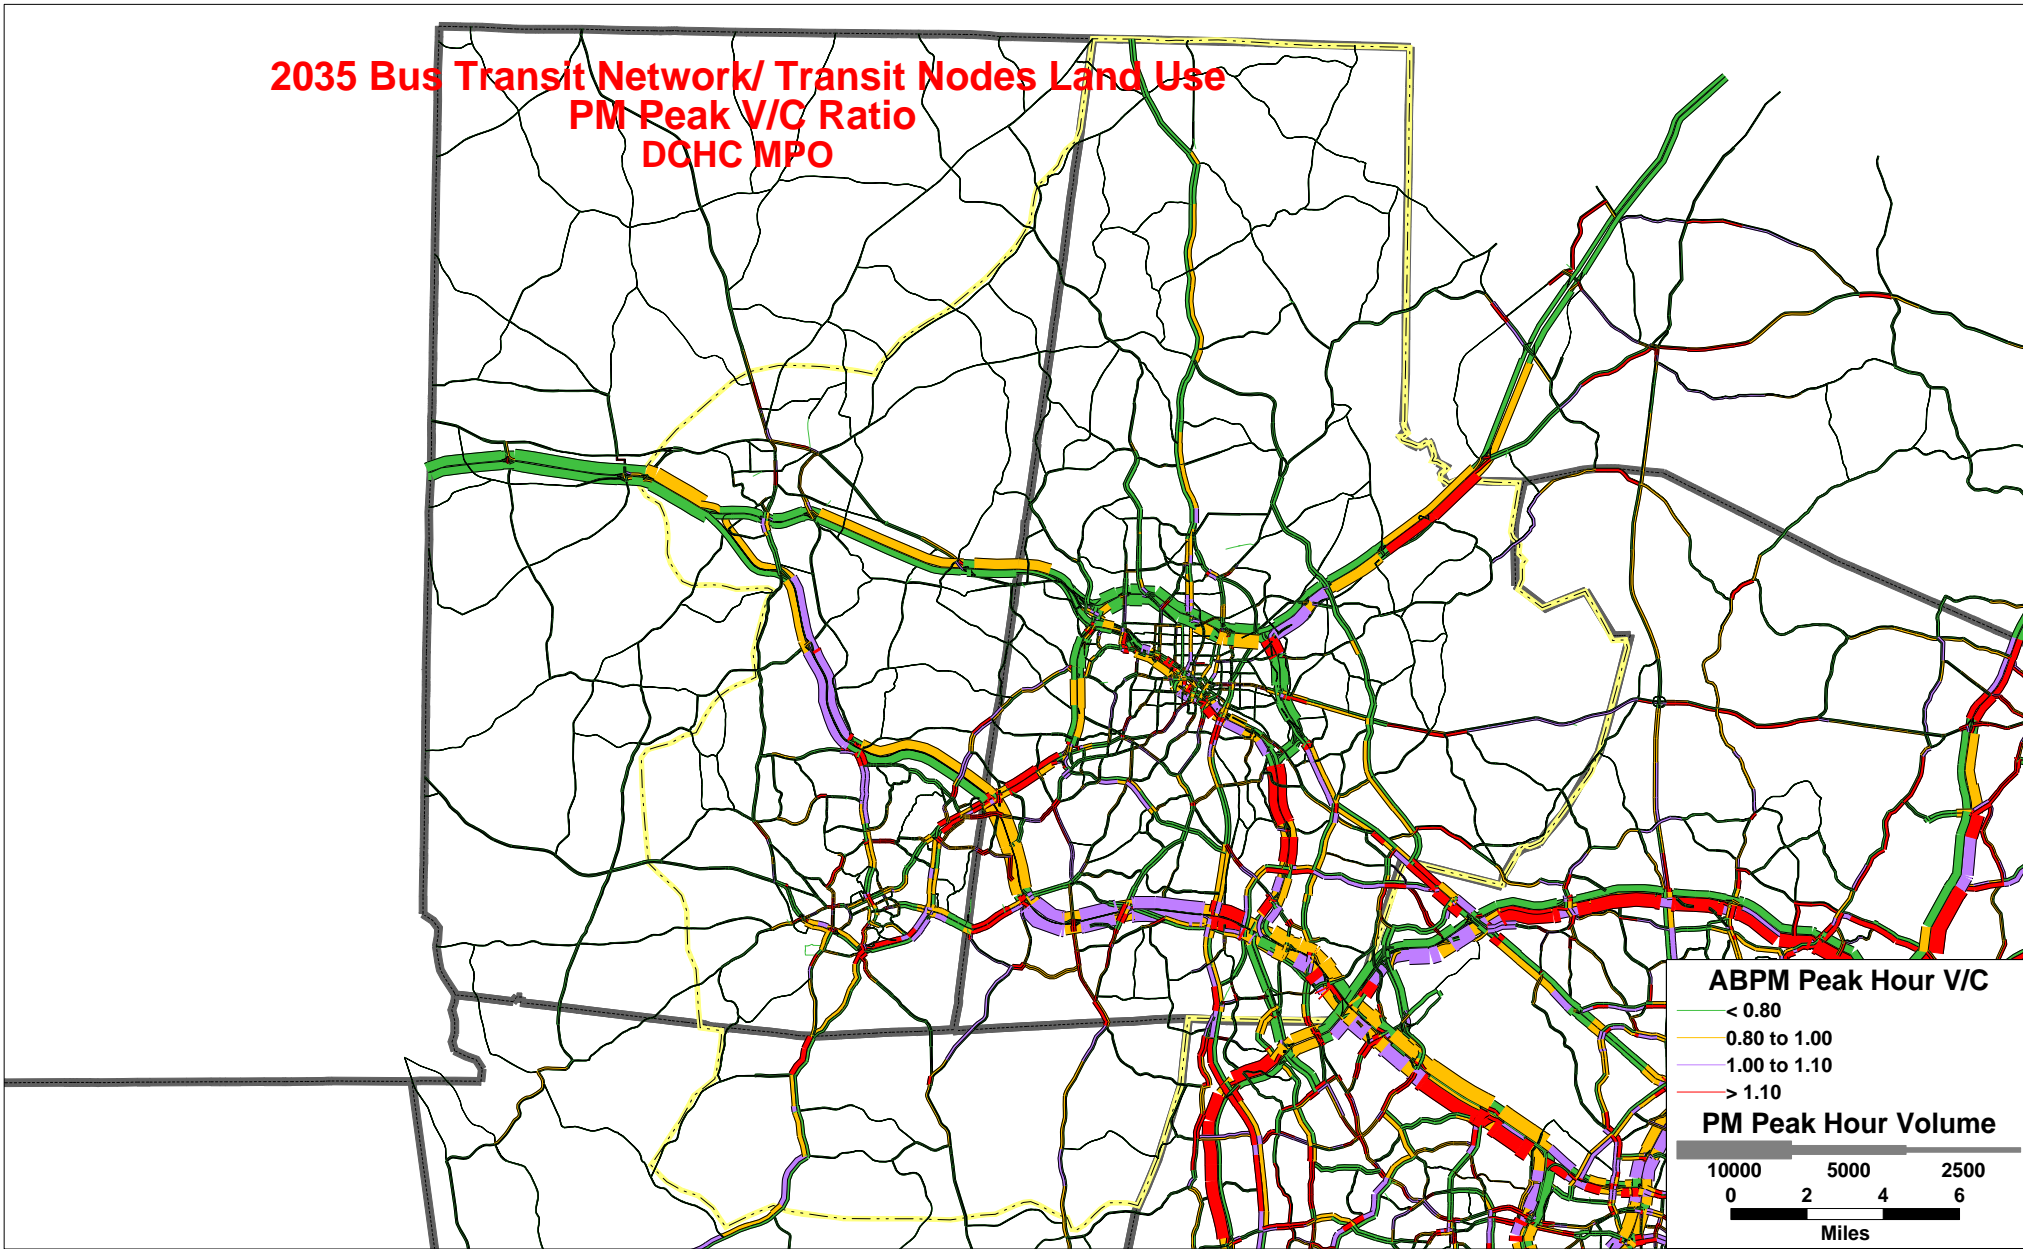 2035 Bus Transit Network/ Transit Nodes Land Use
PM Peak V/C Ratio
DCHC MPO
ABPM Peak Hour V/C
< 0.80
0.80 to 1.00
1.00 to 1.10
> 1.10
PM Peak Hour Volume
10000 5000 2500
0 2 4 6
Miles